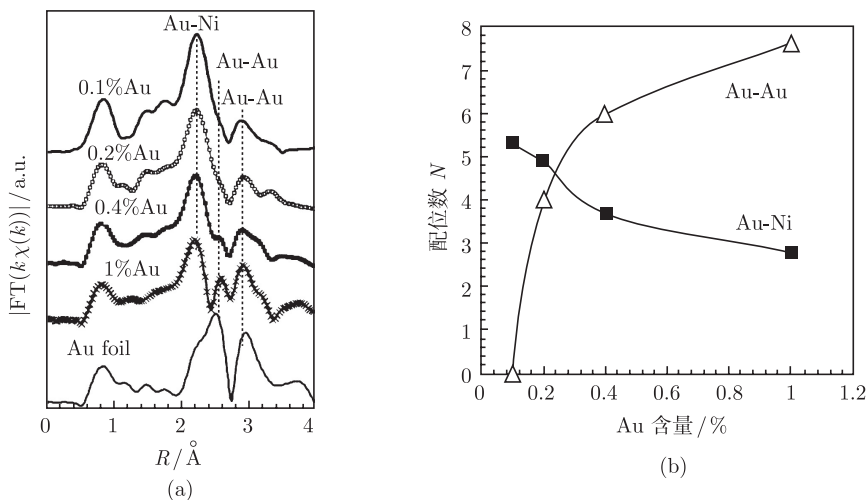 Au-Ni
Au-Au
Au-Au
0.1%Au
0.2%Au
0.4%Au
1%Au
Au foil
|FT(kχ(k))|/a.u.
0 1 2 3 4
R/Å
(a)
8
7
6
5
4
3
2
1
0
Au-Au
Au-Ni
配位数 N
0 0.2 0.4 0.6 0.8 1 1.2
Au 含量/%
(b)